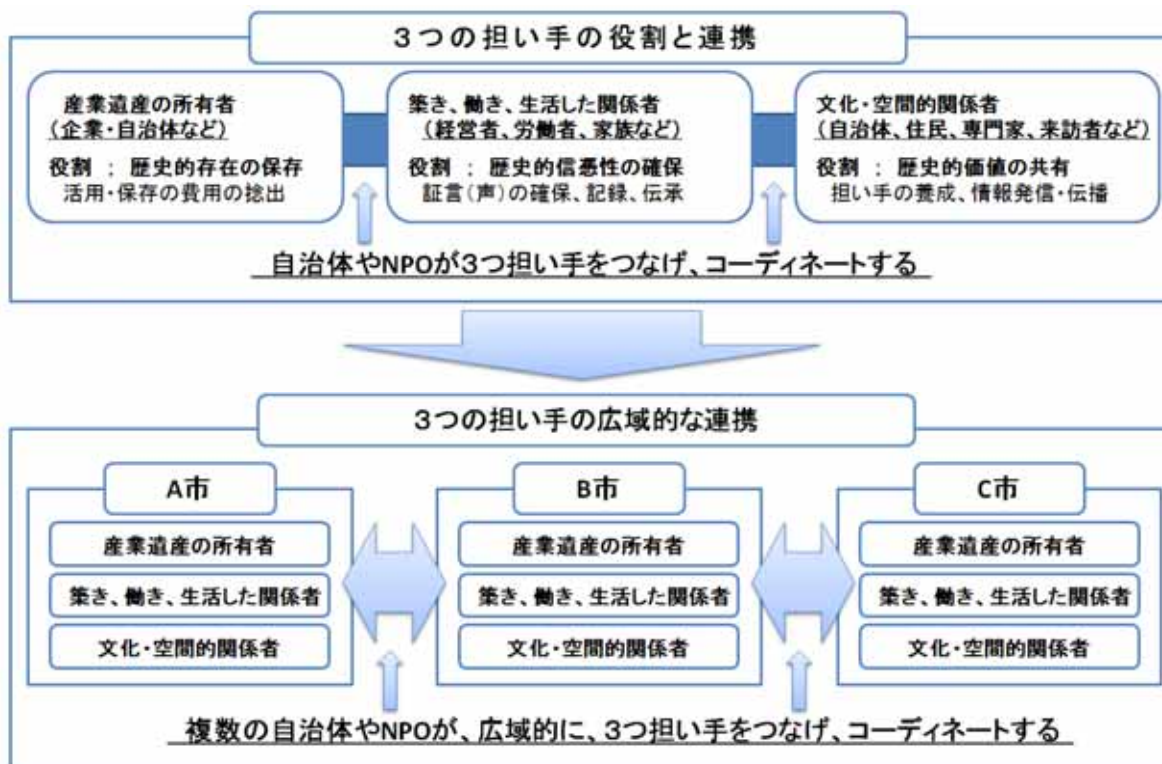 3つの担い手の役割と連携
産業遺産の所有者
(企業・自治体など)
役割 : 歴史的存在の保存
活用・保存の費用の捻出
築き、働き、生活した関係者
(経営者、労働者、家族など)
役割 : 歴史的信憑性の確保
証言(声)の確保、記録、伝承
文化・空間的関係者
(自治体、住民、専門家、来訪者など)
役割 : 歴史的価値の共有
担い手の養成、情報発信・伝播
自治体やNPOが3つ担い手をつなげ、コーディネートする
3つの担い手の広域的な連携
A市
産業遺産の所有者
築き、働き、生活した関係者
文化・空間的関係者
B市
産業遺産の所有者
築き、働き、生活した関係者
文化・空間的関係者
C市
産業遺産の所有者
築き、働き、生活した関係者
文化・空間的関係者
複数の自治体やNPOが、広域的に、3つ担い手をつなげ、コーディネートする